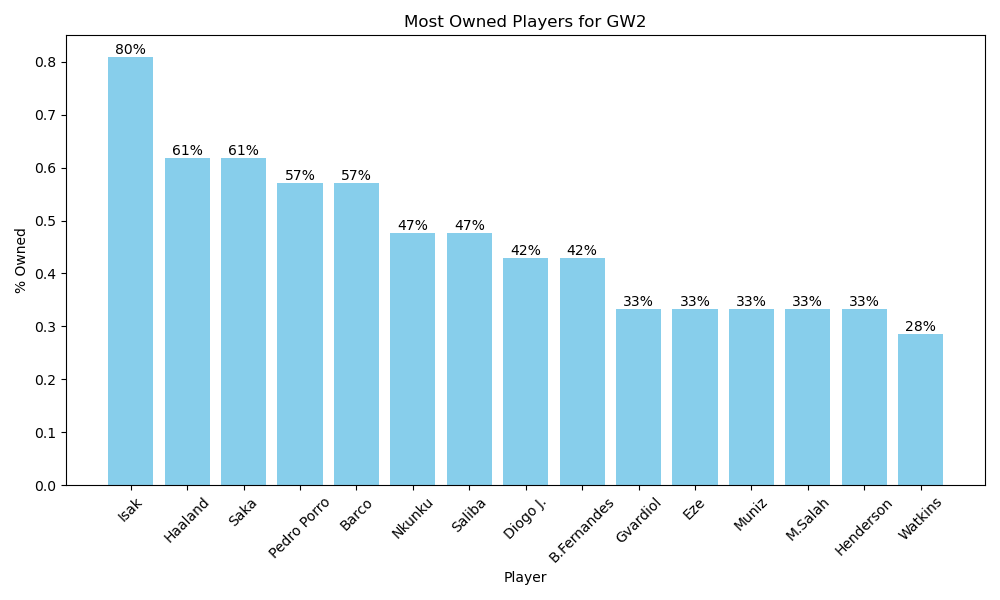 Most Owned Players for GW2
% Owned
0.8
0.7
0.6
0.5
0.4
0.3
0.2
0.1
0.0
80%
61%
61%
57%
57%
47%
47%
42%
42%
33%
33%
33%
33%
33%
28%
Isak
Haaland
Saka
Pedro Porro
Barco
Nkunku
Saliba
Diogo J.
B.Fernandes
Gvardiol
Eze
Muniz
M.Salah
Henderson
Watkins
Player